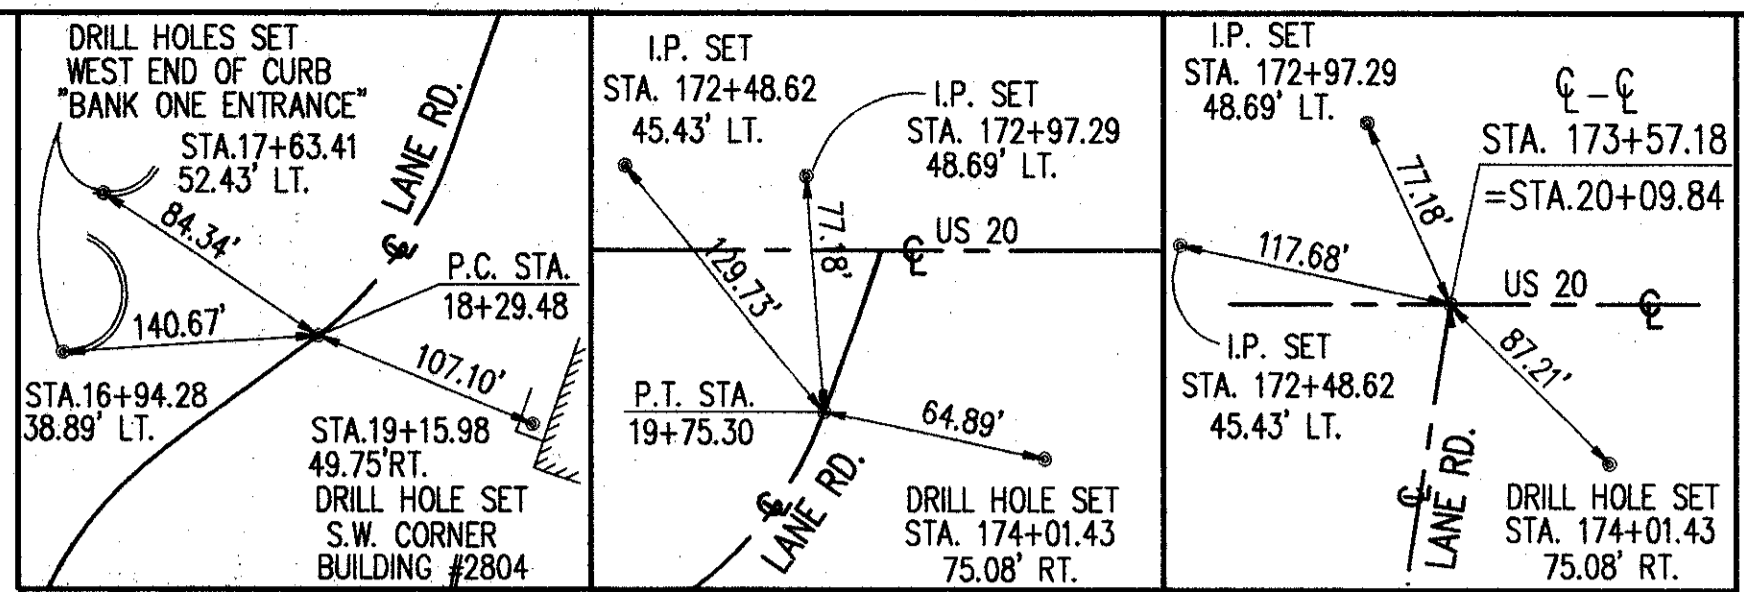 DRILL HOLES SET
WEST END OF CURB
"BANK ONE ENTRANCE"
STA.17+63.41
52.43' LT.
LANE RD.
84.34'
℄
P.C. STA.
18+29.48
140.67'
107.10'
STA.16+94.28
38.89' LT.
STA.19+15.98
49.75'RT.
DRILL HOLE SET
S.W. CORNER
BUILDING #2804
I.P. SET
STA. 172+48.62
45.43' LT.
I.P. SET
STA. 172+97.29
48.69' LT.
US 20
℄
129.73'
77.18'
P.T. STA.
19+75.30
64.89'
℄
LANE RD.
DRILL HOLE SET
STA. 174+01.43
75.08' RT.
I.P. SET
STA. 172+97.29
48.69' LT.
℄-℄
STA. 173+57.18
=STA.20+09.84
77.18'
117.68'
US 20
℄
I.P. SET
STA. 172+48.62
45.43' LT.
87.21'
℄
LANE RD.
DRILL HOLE SET
STA. 174+01.43
75.08' RT.